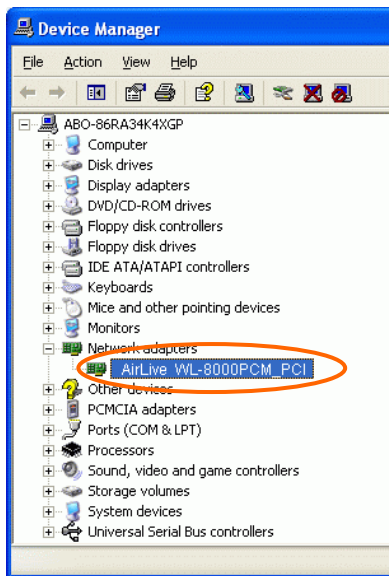 Device Manager
File Action View Help
ABO-86RA34K4XGP
Computer
Disk drives
Display adapters
DVD/CD-ROM drives
Floppy disk controllers
Floppy disk drives
IDE ATA/ATAPI controllers
Keyboards
Mice and other pointing devices
Monitors
Network adapters
AirLive WL-8000PCM_PCI
Other devices
PCMCIA adapters
Ports (COM & LPT)
Processors
Sound, video and game controllers
Storage volumes
System devices
Universal Serial Bus controllers